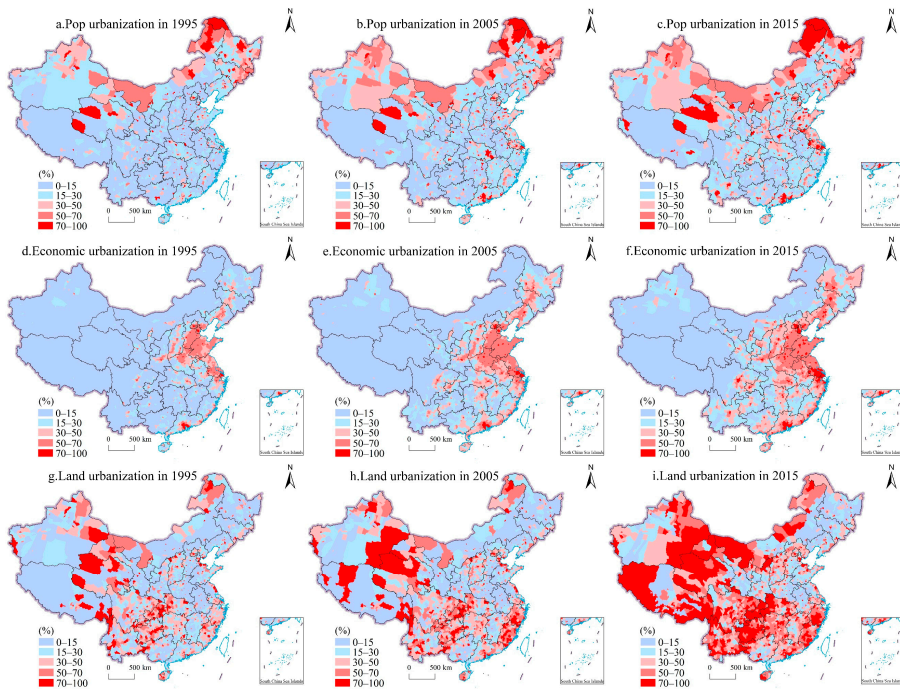 a.Pop urbanization in 1995
N
(%)
0–15
15–30
30–50
50–70
70–100
0 500 km
South China Sea Islands
b.Pop urbanization in 2005
N
(%)
0–15
15–30
30–50
50–70
70–100
0 500 km
South China Sea Islands
c.Pop urbanization in 2015
N
(%)
0–15
15–30
30–50
50–70
70–100
0 500 km
South China Sea Islands
d.Economic urbanization in 1995
N
(%)
0–15
15–30
30–50
50–70
70–100
0 500 km
South China Sea Islands
e.Economic urbanization in 2005
N
(%)
0–15
15–30
30–50
50–70
70–100
0 500 km
South China Sea Islands
f.Economic urbanization in 2015
N
(%)
0–15
15–30
30–50
50–70
70–100
0 500 km
South China Sea Islands
g.Land urbanization in 1995
N
(%)
0–15
15–30
30–50
50–70
70–100
0 500 km
South China Sea Islands
h.Land urbanization in 2005
N
(%)
0–15
15–30
30–50
50–70
70–100
0 500 km
South China Sea Islands
i.Land urbanization in 2015
N
(%)
0–15
15–30
30–50
50–70
70–100
0 500 km
South China Sea Islands